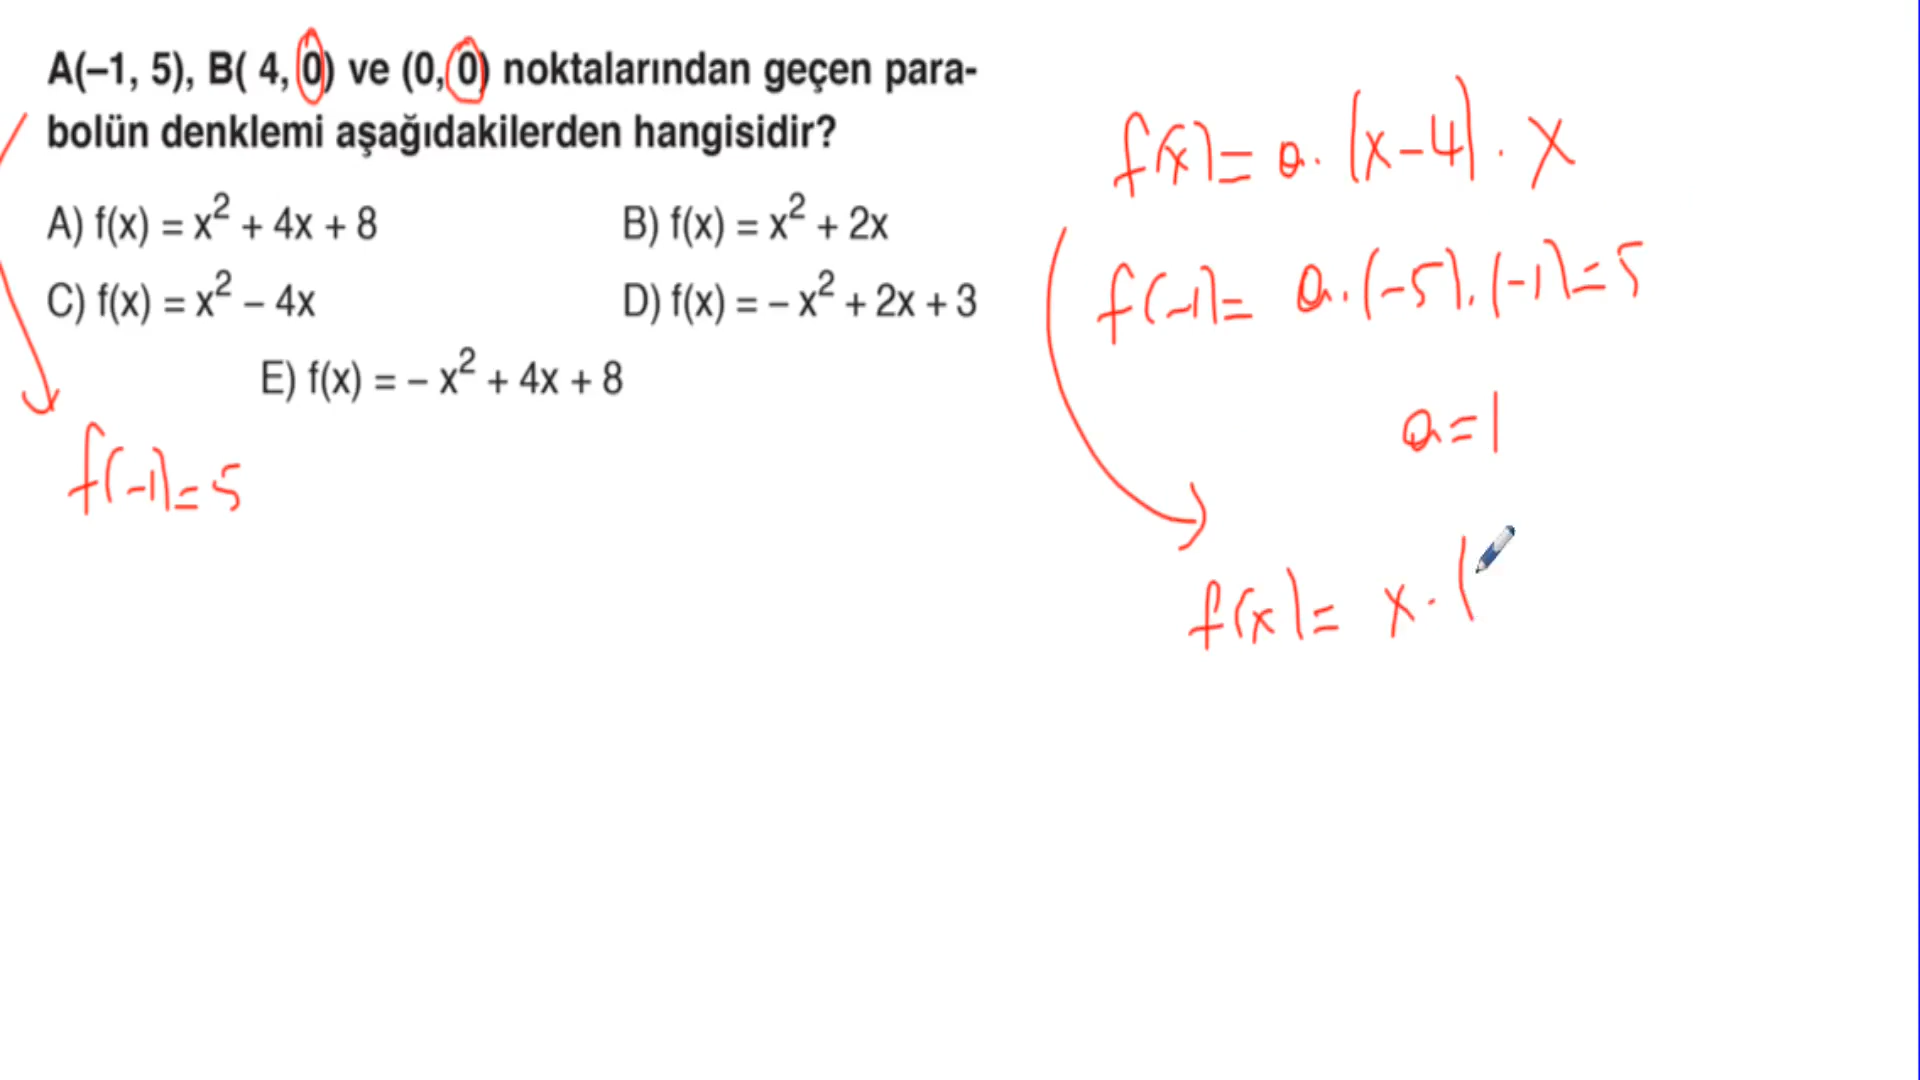 A(–1, 5), B( 4, 0) ve (0, 0) noktalarından geçen para-
bolün denklemi aşağıdakilerden hangisidir?
A) f(x) = x² + 4x + 8
B) f(x) = x² + 2x
C) f(x) = x² – 4x
D) f(x) = – x² + 2x + 3
E) f(x) = – x² + 4x + 8
f(-1)=5
f(x)= a. (x-4) . x
f(-1)= a.(-5).(-1)=5
a=1
f(x)= x. (